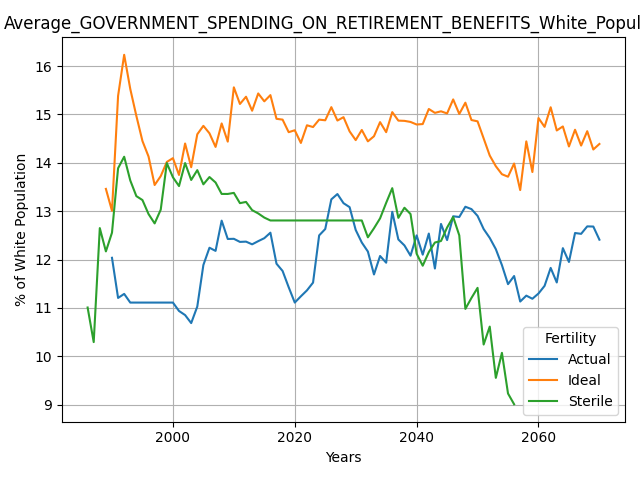 Average_GOVERNMENT_SPENDING_ON_RETIREMENT_BENEFITS_White_Popul
% of White Population
16
15
14
13
12
11
10
9
2000 2020 2040 2060
Years
Fertility
Actual
Ideal
Sterile